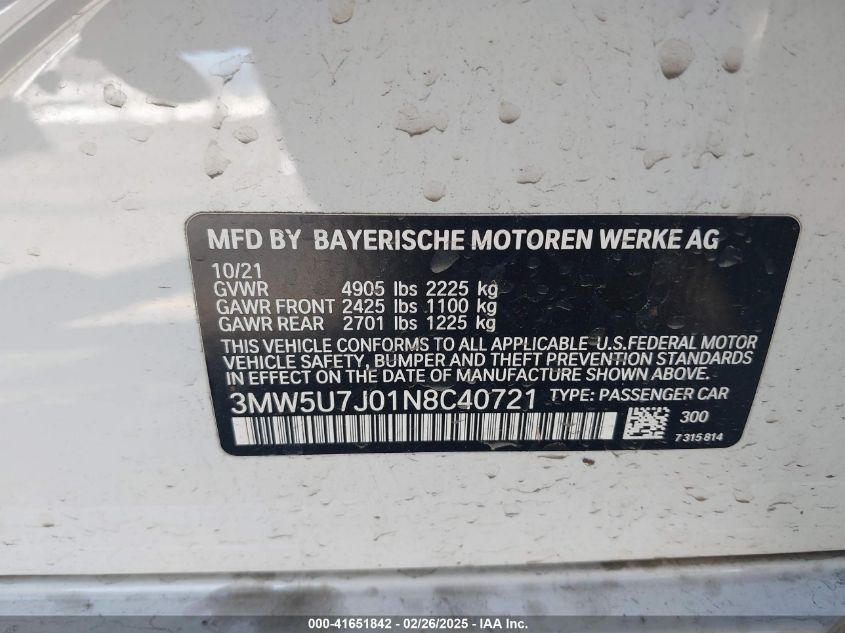 MFD BY BAYERISCHE MOTOREN WERKE AG
10/21
GVWR 4905 lbs 2225 kg
GAWR FRONT 2425 lbs 1100 kg
GAWR REAR 2701 lbs 1225 kg
THIS VEHICLE CONFORMS TO ALL APPLICABLE U.S.FEDERAL MOTOR
VEHICLE SAFETY, BUMPER AND THEFT PREVENTION STANDARDS
IN EFFECT ON THE DATE OF MANUFACTURE SHOWN ABOVE.
3MW5U7J01N8C40721 TYPE: PASSENGER CAR
300
7 315 814
000-41651842 - 02/26/2025 - IAA Inc.